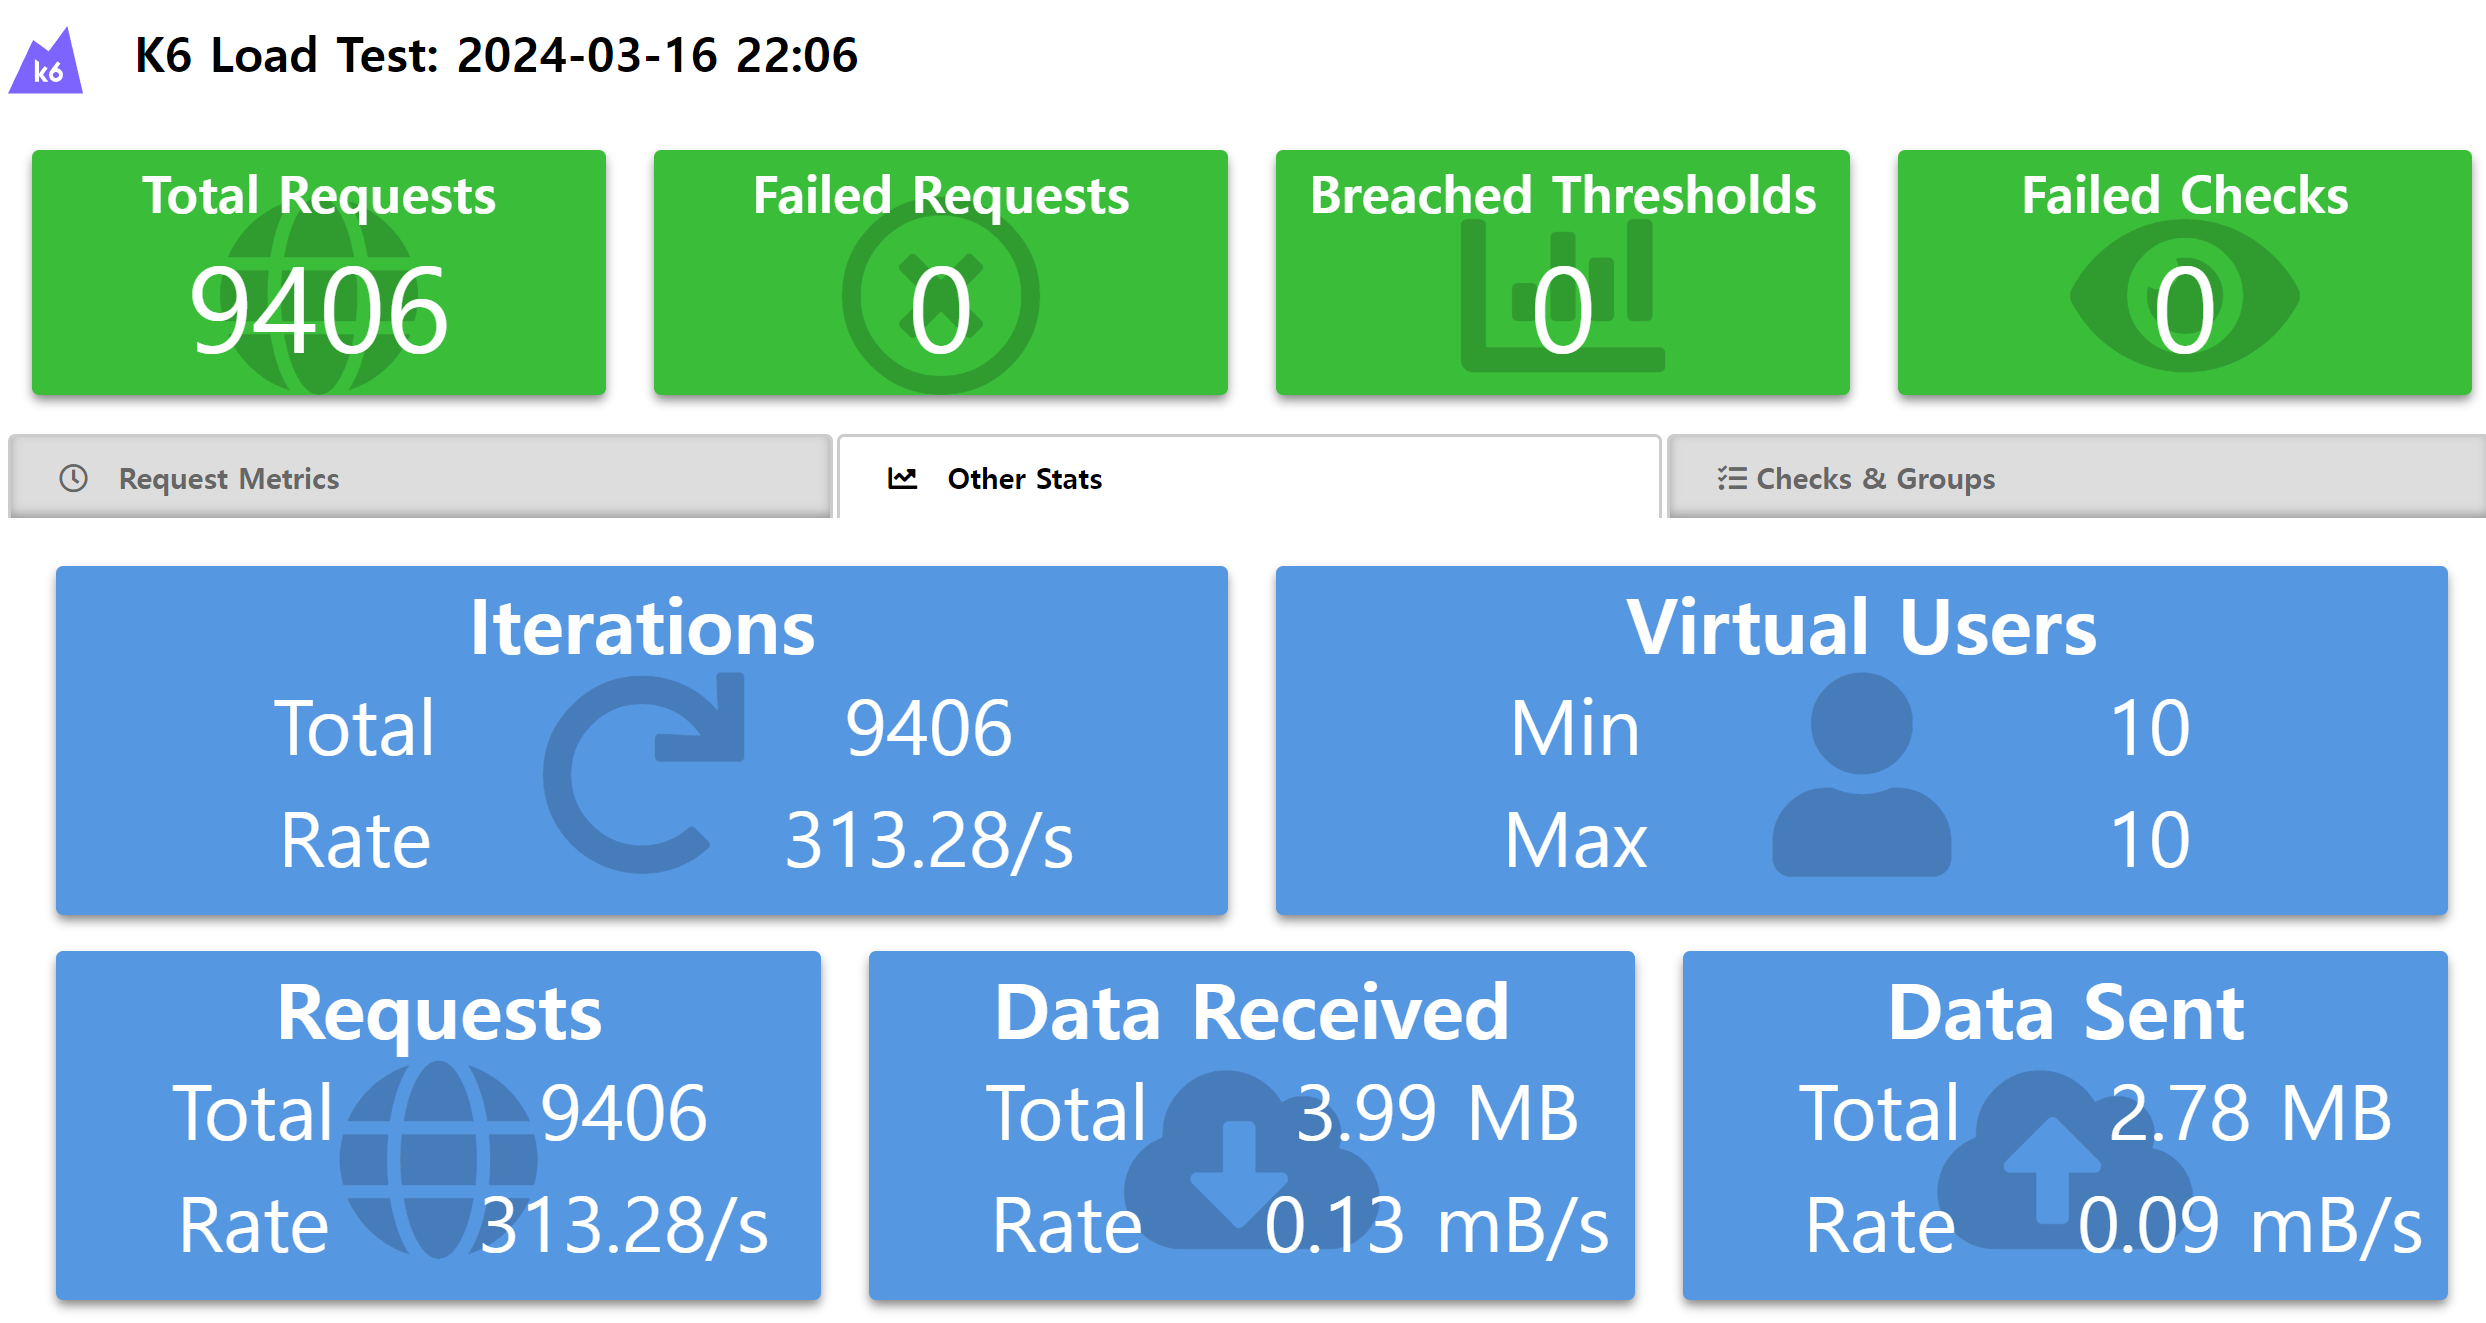 k6
K6 Load Test: 2024-03-16 22:06
Total Requests
9406
Failed Requests
0
Breached Thresholds
0
Failed Checks
0
Request Metrics
Other Stats
Checks & Groups
Iterations
Total 9406
Rate 313.28/s
Virtual Users
Min 10
Max 10
Requests
Total 9406
Rate 313.28/s
Data Received
Total 3.99 MB
Rate 0.13 mB/s
Data Sent
Total 2.78 MB
Rate 0.09 mB/s